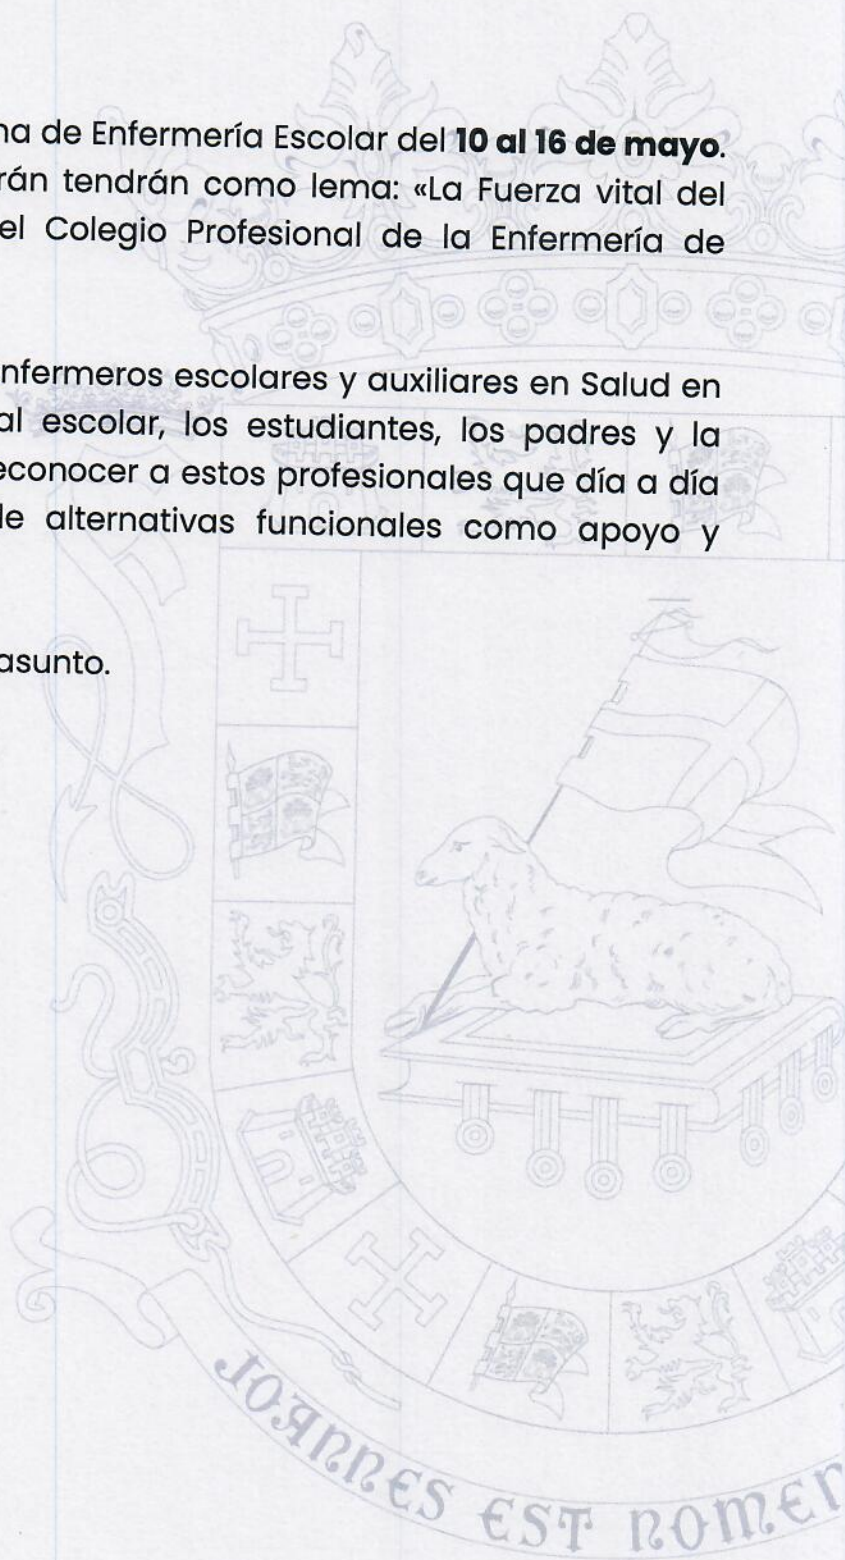 na de Enfermería Escolar del 10 al 16 de mayo.
rán tendrán como lema: «La Fuerza vital del
el Colegio Profesional de la Enfermería de
nfermeros escolares y auxiliares en Salud en
al escolar, los estudiantes, los padres y la
econocer a estos profesionales que día a día
le alternativas funcionales como apoyo y
asunto.
JOANNES EST NOMEN